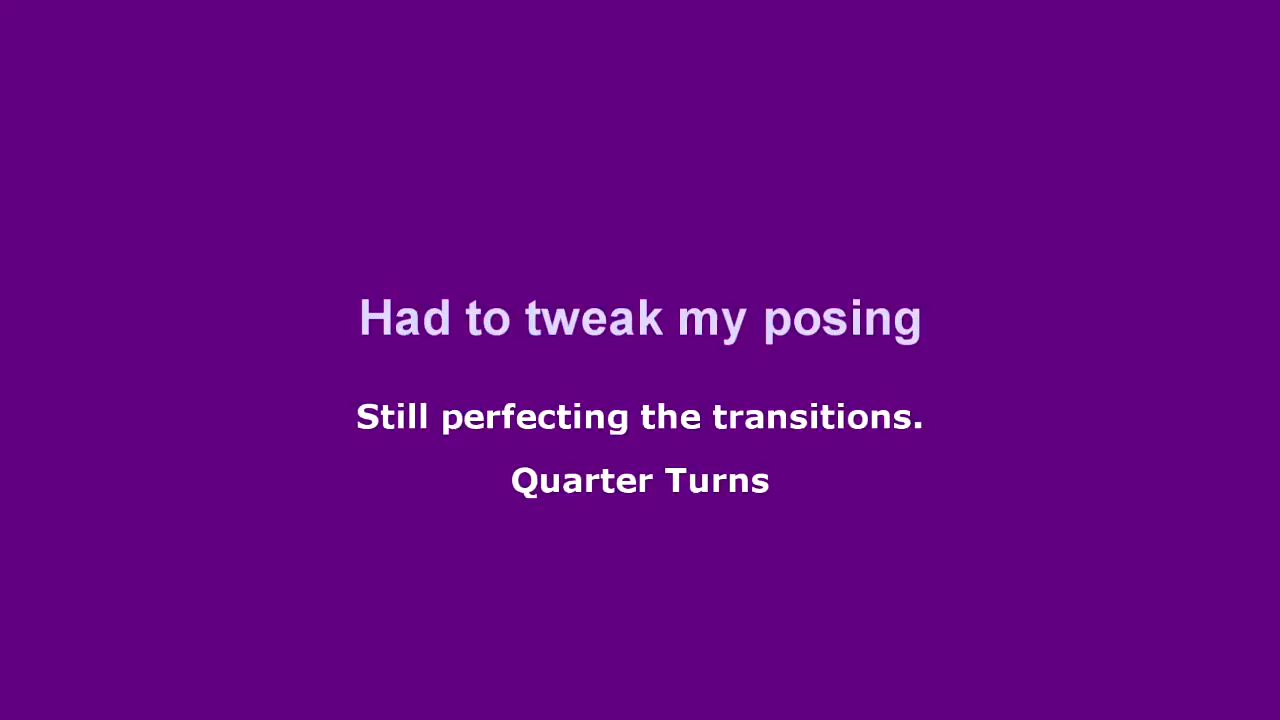 Had to tweak my posing
Still perfecting the transitions.
Quarter Turns